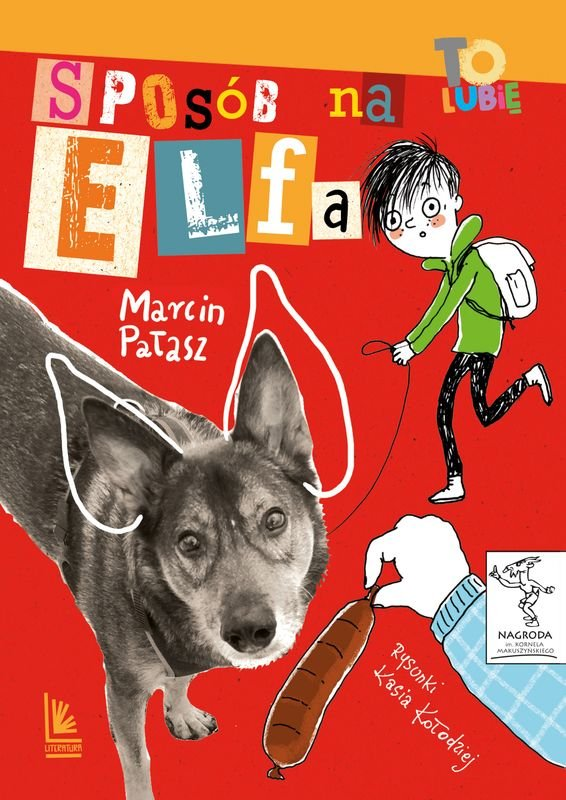 SPOSÓB na
ELfa
TO
LUBIĘ
Marcin
Pałasz
NAGRODA
im. KORNELA
MAKUSZYŃSKIEGO
Rysunki
Kasia Kołodziej
LITERATURA